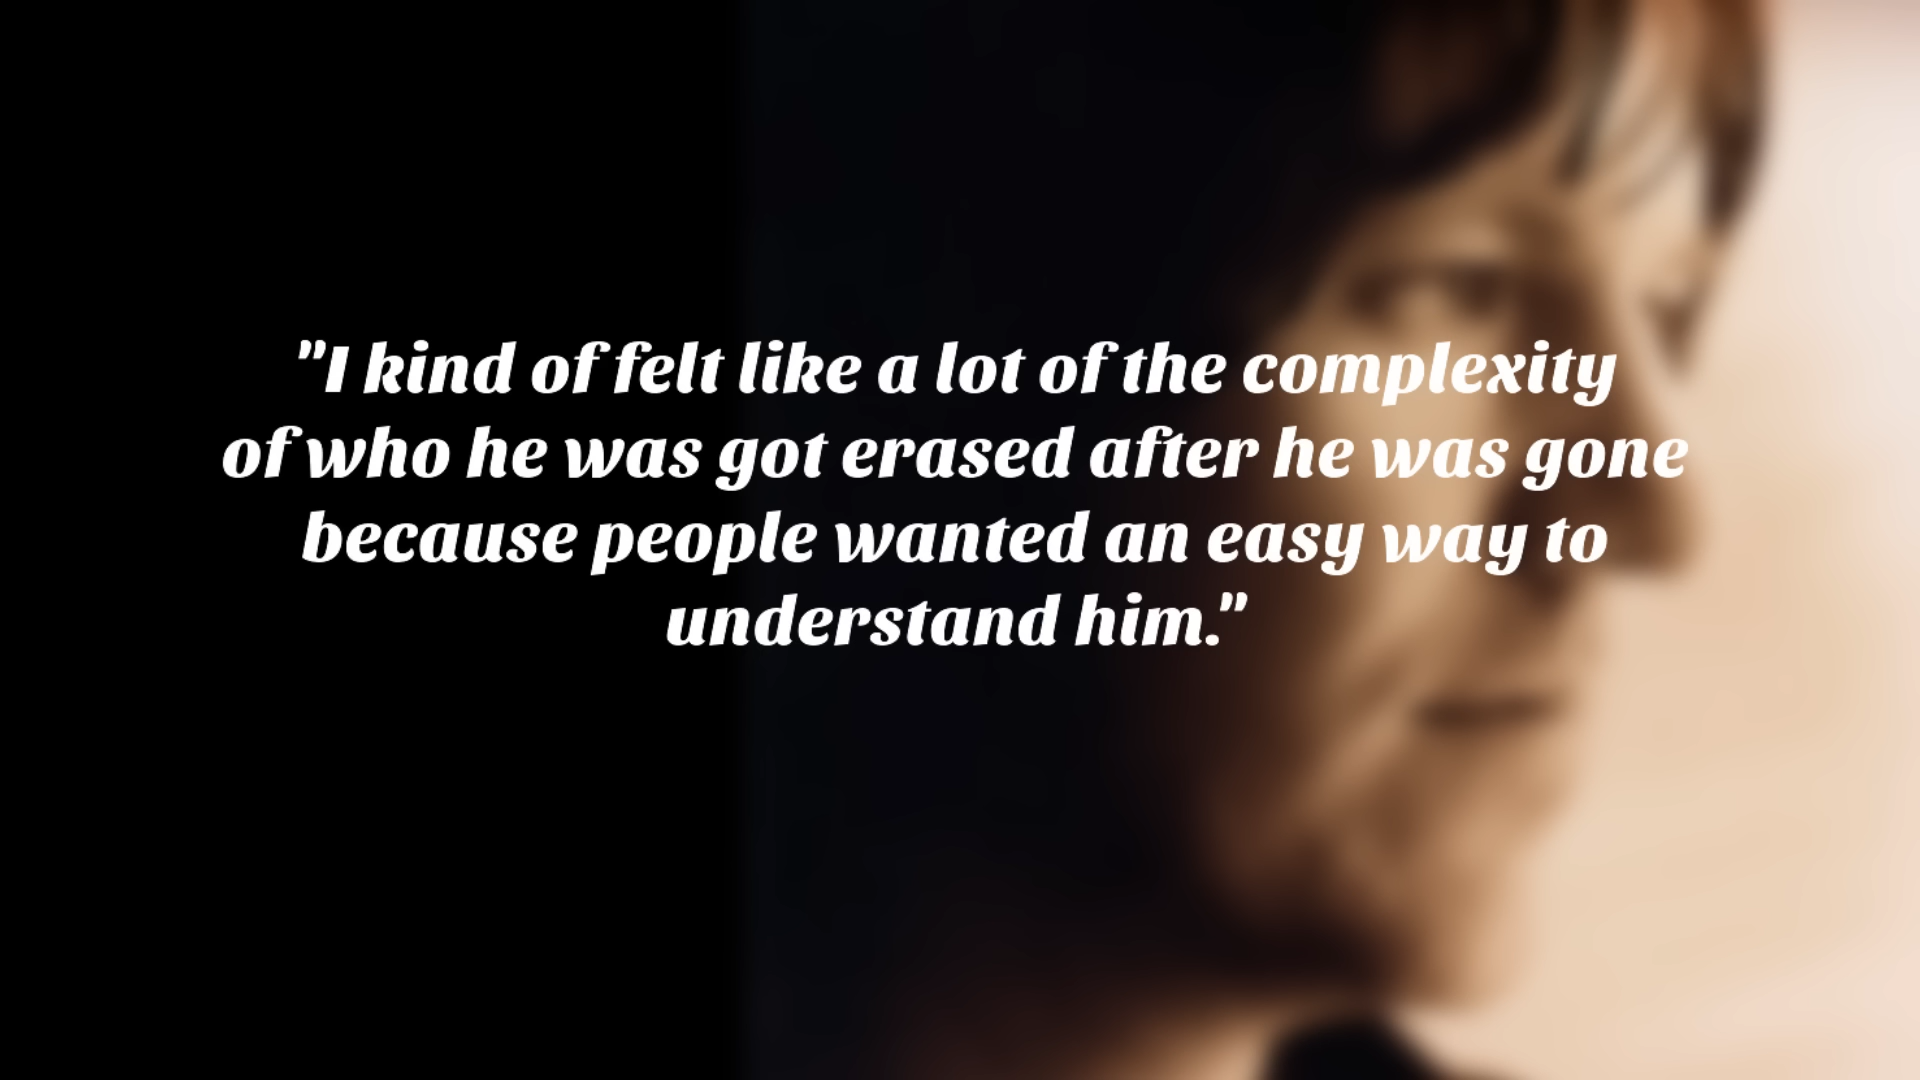 "I kind of felt like a lot of the complexity
of who he was got erased after he was gone
because people wanted an easy way to
understand him."